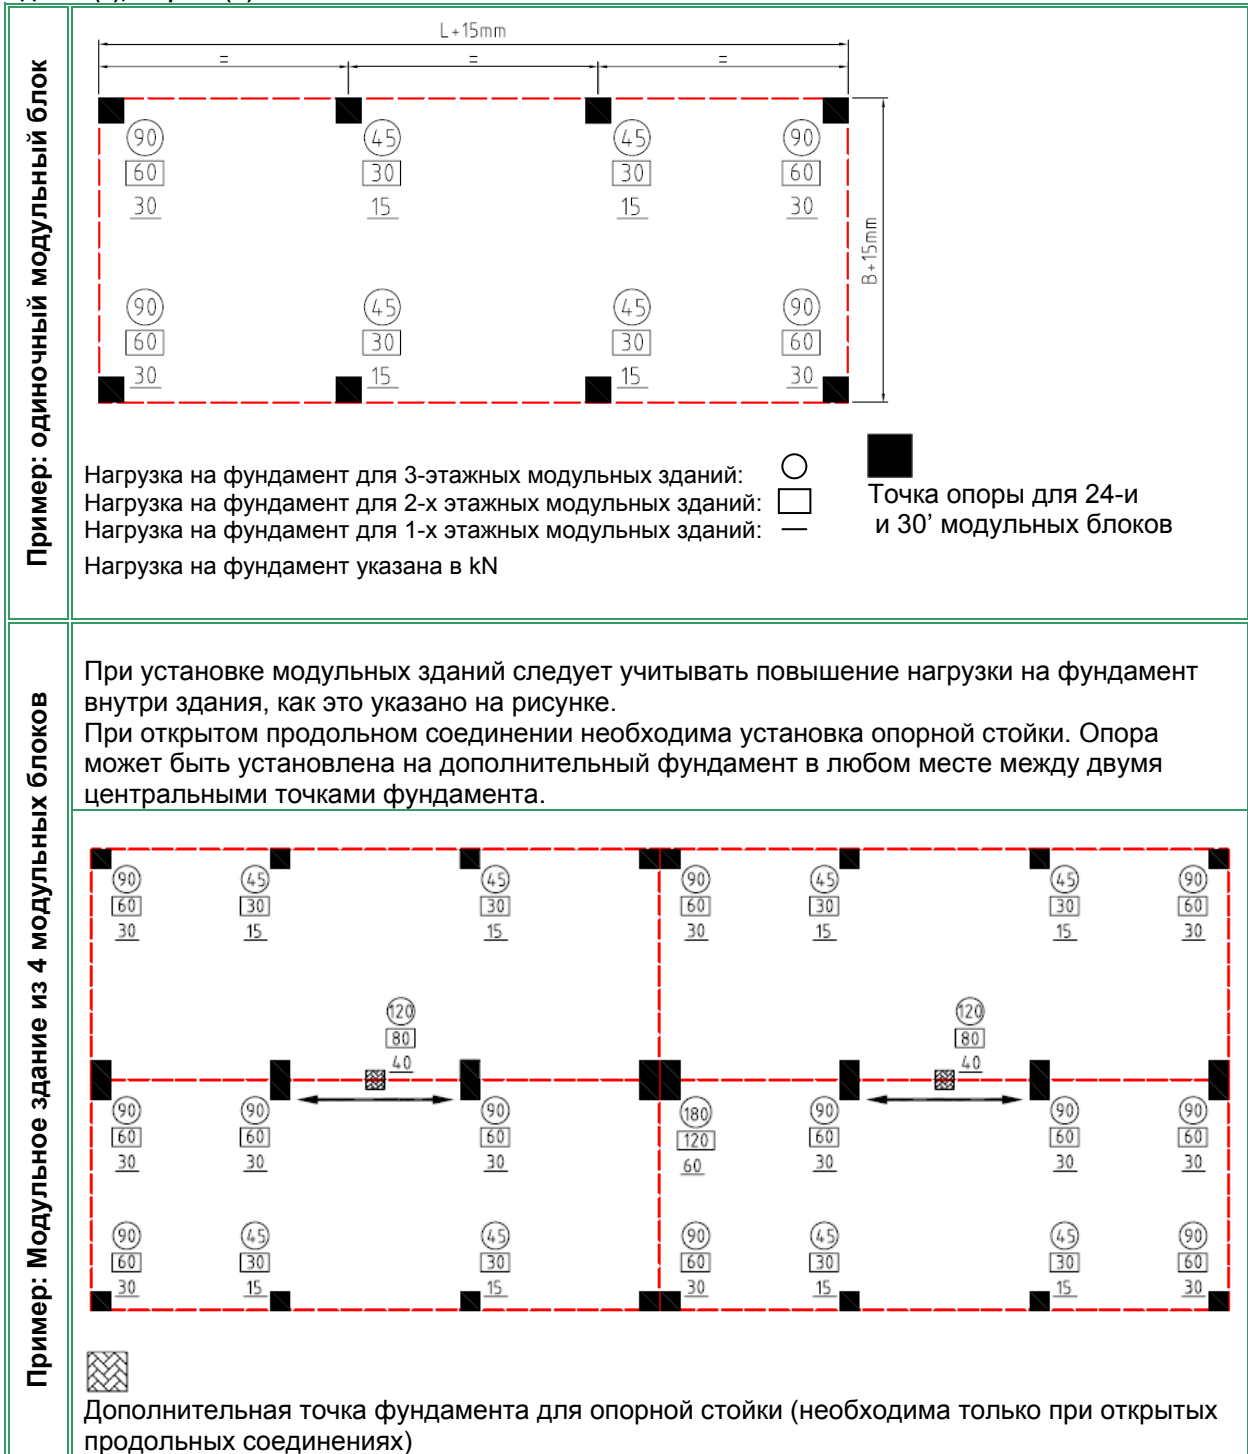 L+15mm
= = =
Пример: одиночный модульный блок
90 45 45 90
60 30 30 60
30 15 15 30
B+15mm
90 45 45 90
60 30 30 60
30 15 15 30
Нагрузка на фундамент для 3-этажных модульных зданий:
Нагрузка на фундамент для 2-х этажных модульных зданий:
Нагрузка на фундамент для 1-х этажных модульных зданий:
Нагрузка на фундамент указана в kN
Точка опоры для 24-и
и 30’ модульных блоков
Пример: Модульное здание из 4 модульных блоков
При установке модульных зданий следует учитывать повышение нагрузки на фундамент
внутри здания, как это указано на рисунке.
При открытом продольном соединении необходима установка опорной стойки. Опора
может быть установлена на дополнительный фундамент в любом месте между двумя
центральными точками фундамента.
90 45 45 90 45 45 90
60 30 30 60 30 30 60
30 15 15 30 15 15 30
120 120
80 80
40 40
90 90 90 180 90 90 90
60 60 60 120 60 60 60
30 30 30 60 30 30 30
90 45 45 90 45 45 90
60 30 30 60 30 30 60
30 15 15 30 15 15 30
Дополнительная точка фундамента для опорной стойки (необходима только при открытых
продольных соединениях)